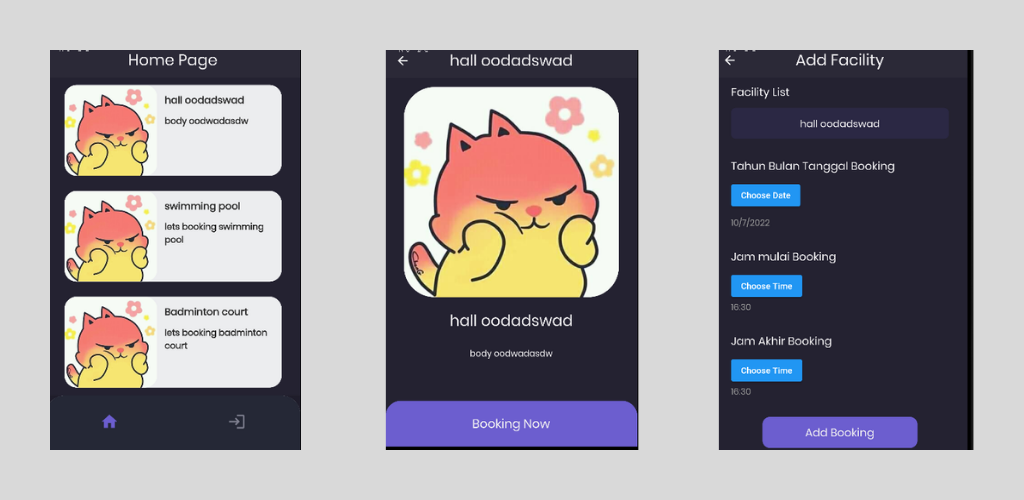 Home Page
hall oodadswad
body oodwadasdw
swimming pool
lets booking swimming
pool
Badminton court
lets booking badminton
court
hall oodadswad
hall oodadswad
body oodwadasdw
Booking Now
Add Facility
Facility List
hall oodadswad
Tahun Bulan Tanggal Booking
Choose Date
10/7/2022
Jam mulai Booking
Choose Time
16:30
Jam Akhir Booking
Choose Time
16:30
Add Booking